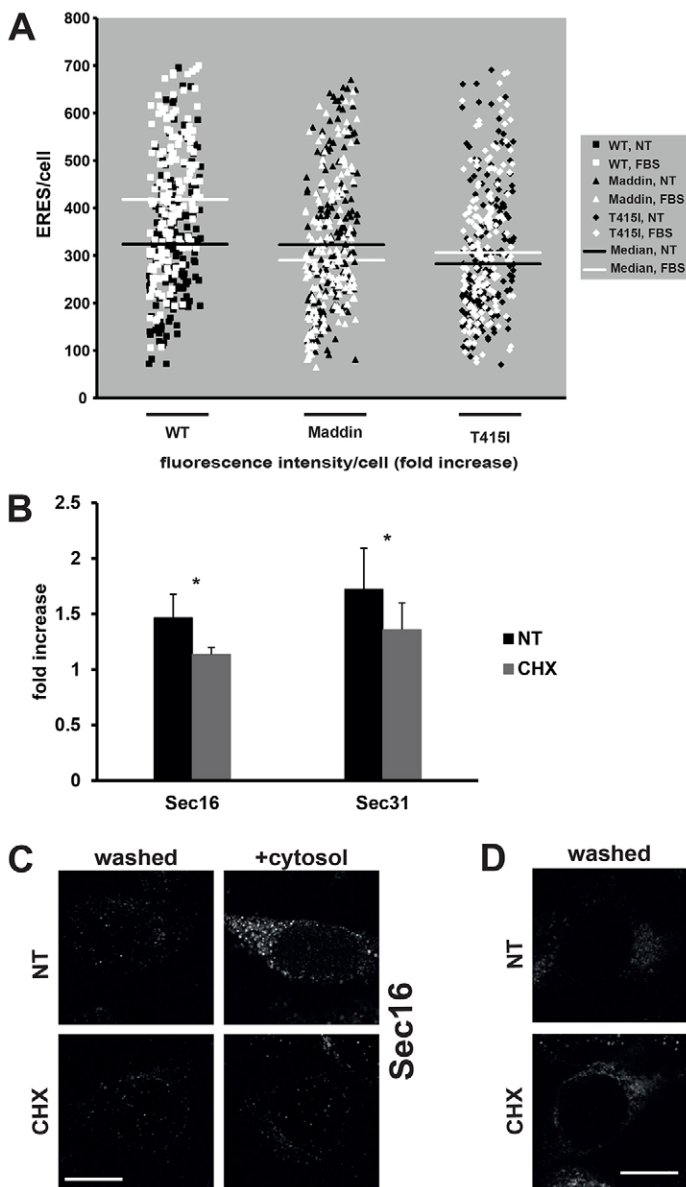 A
800
700
600
500
400
300
200
100
0
ERES/cell
WT
Maddin
T415I
fluorescence intensity/cell (fold increase)
WT, NT
WT, FBS
Maddin, NT
Maddin, FBS
T415I, NT
T415I, FBS
Median, NT
Median, FBS
B
2.5
2
1.5
1
0.5
0
fold increase
*
*
Sec16
Sec31
NT
CHX
C
washed
+cytosol
NT
CHX
Sec16
D
washed
NT
CHX